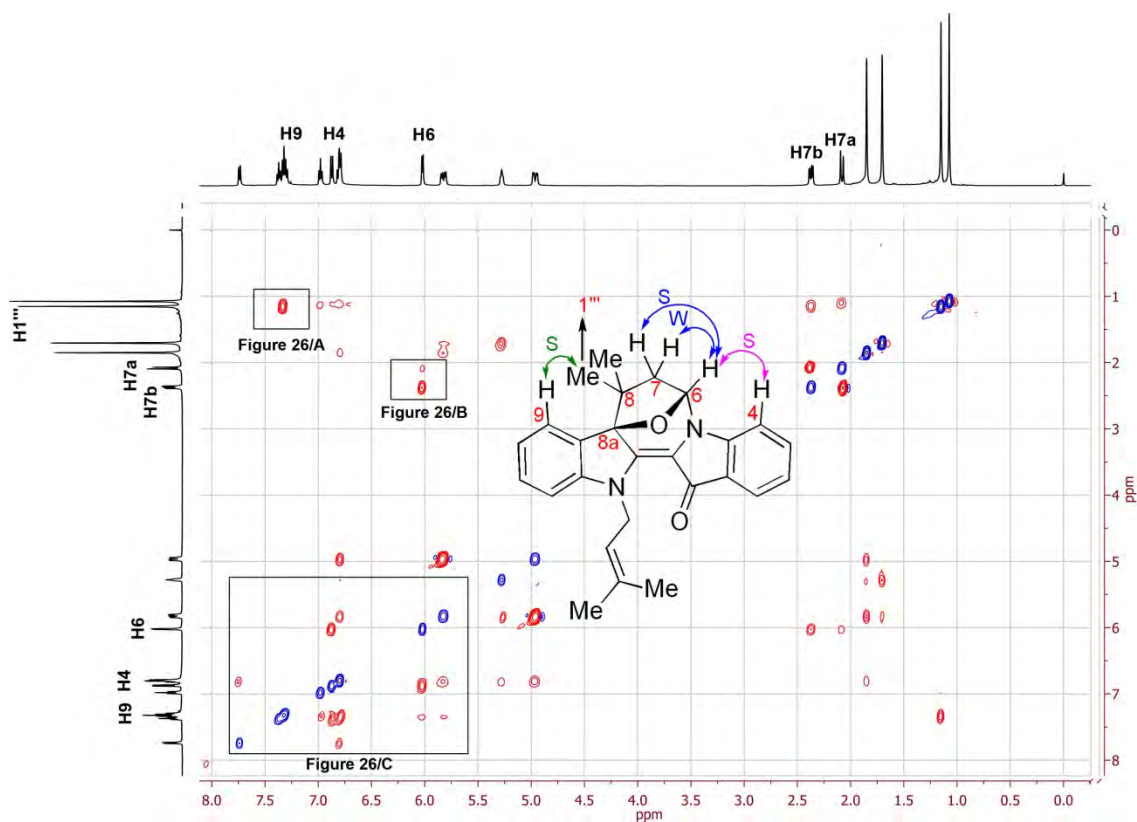 H9
H4
H6
H7b
H7a
H1'''
H7a
H7b
H6
H4
H9
Figure 26/A
Figure 26/B
Figure 26/C
1'''
S
S
W
S
H
H
H
H
H
Me
Me
7
8
6
9
4
8a
O
N
N
O
Me
Me
0
1
2
3
4
5
6
7
8
ppm
8.0 7.5 7.0 6.5 6.0 5.5 5.0 4.5 4.0 3.5 3.0 2.5 2.0 1.5 1.0 0.5 0.0
ppm